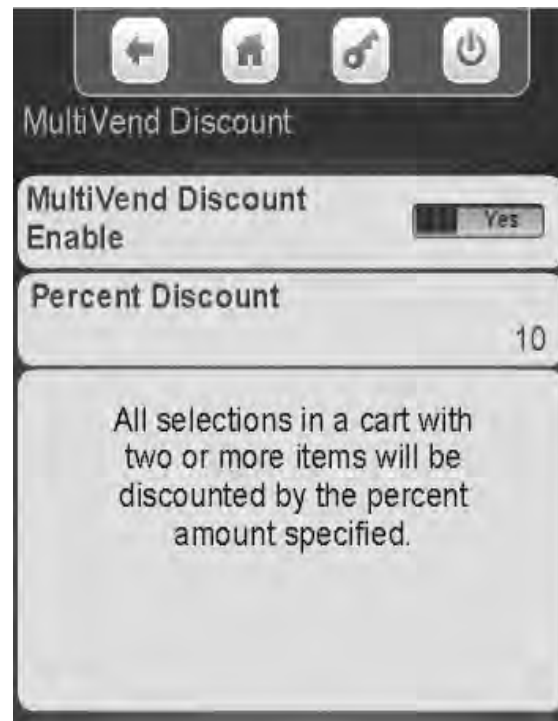 MultiVend Discount
MultiVend Discount
Enable
Yes
Percent Discount
10
All selections in a cart with
two or more items will be
discounted by the percent
amount specified.